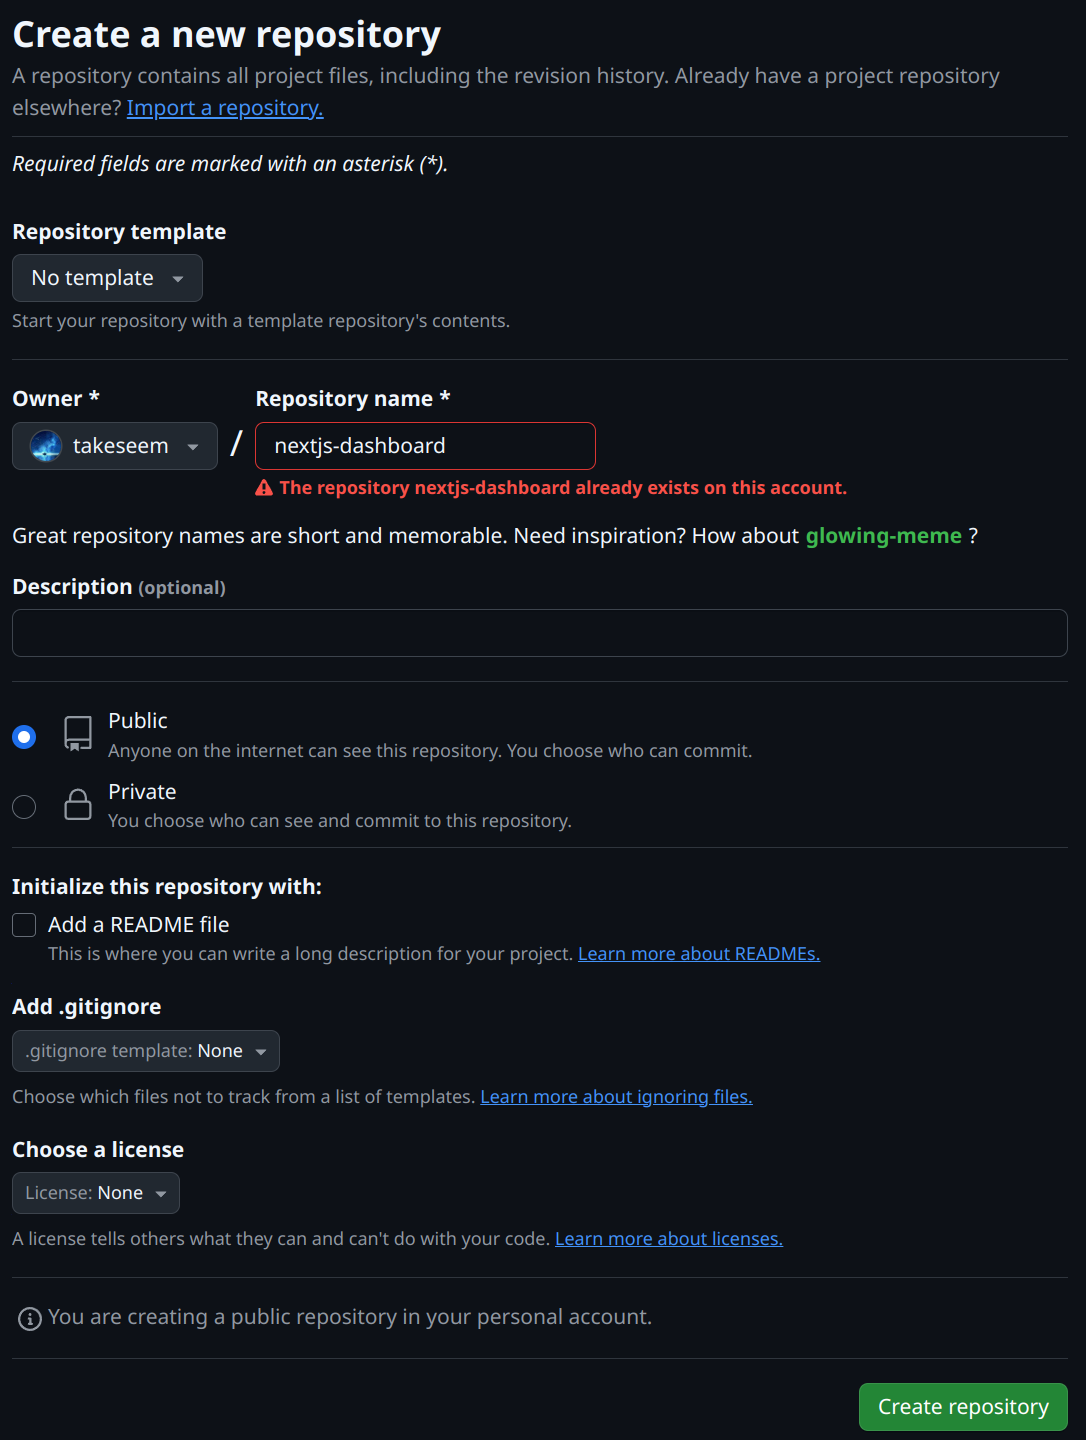 Create a new repository
A repository contains all project files, including the revision history. Already have a project repository
elsewhere? Import a repository.
Required fields are marked with an asterisk (*).
Repository template
No template
Start your repository with a template repository's contents.
Owner *
Repository name *
takeseem
/
nextjs-dashboard
The repository nextjs-dashboard already exists on this account.
Great repository names are short and memorable. Need inspiration? How about glowing-meme ?
Description (optional)
Public
Anyone on the internet can see this repository. You choose who can commit.
Private
You choose who can see and commit to this repository.
Initialize this repository with:
Add a README file
This is where you can write a long description for your project. Learn more about READMEs.
Add .gitignore
.gitignore template: None
Choose which files not to track from a list of templates. Learn more about ignoring files.
Choose a license
License: None
A license tells others what they can and can't do with your code. Learn more about licenses.
You are creating a public repository in your personal account.
Create repository